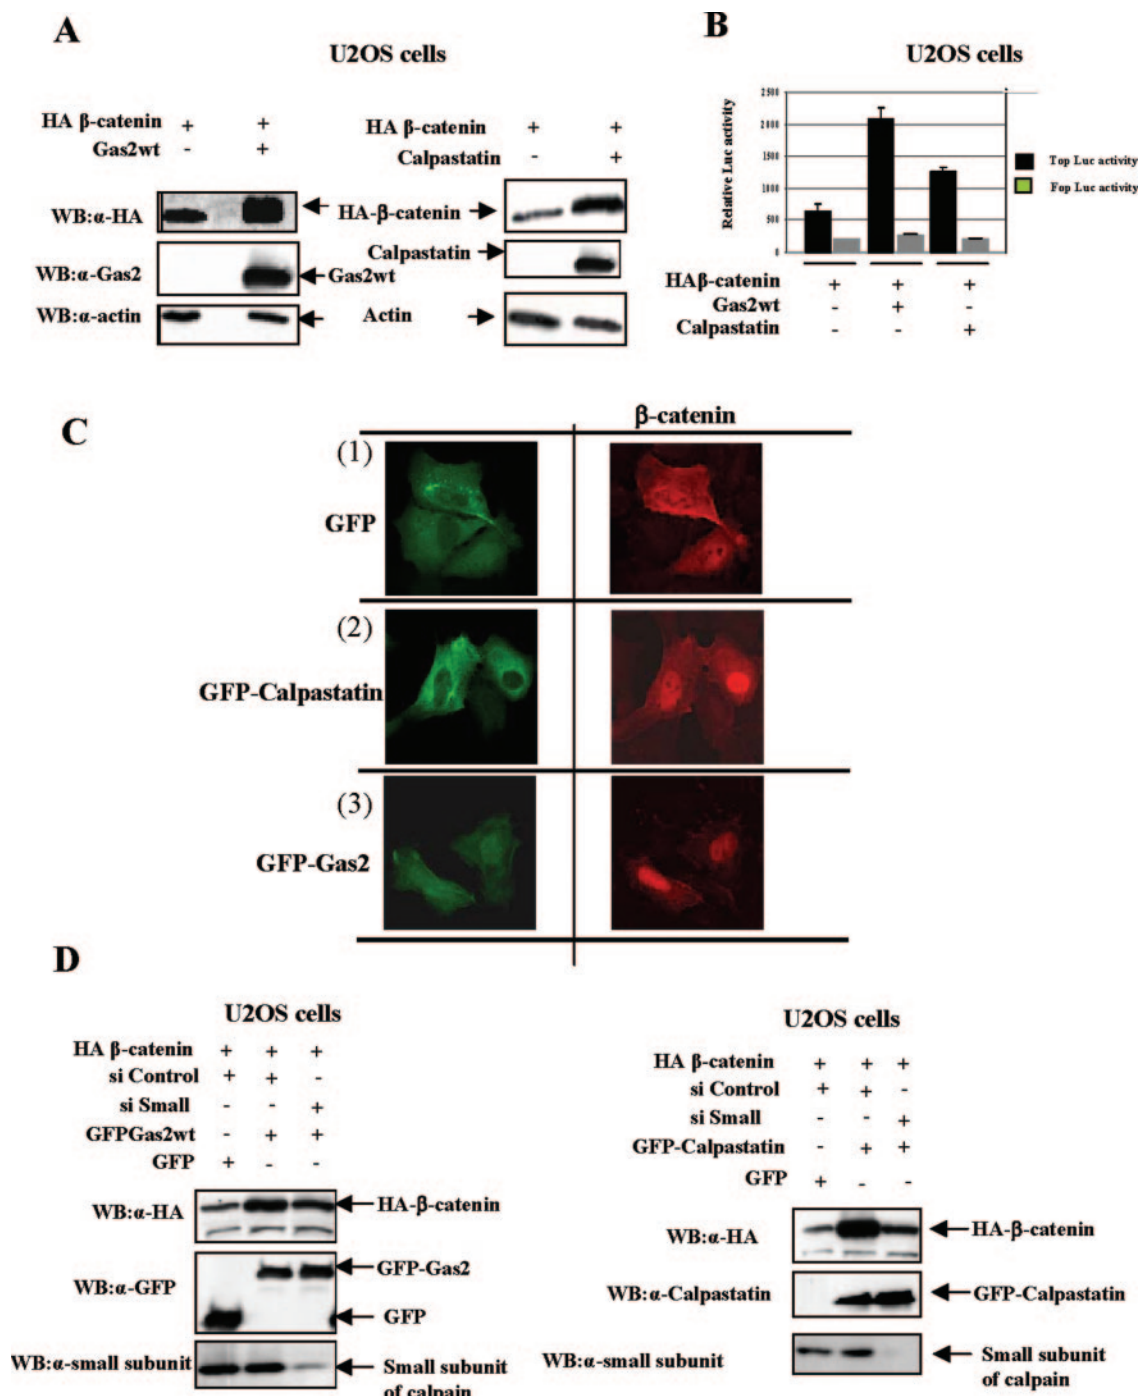 A
U2OS cells
HA β-catenin + +
Gas2wt - +
WB:α-HA
WB:α-Gas2
WB:α-actin
HA β-catenin + +
Calpastatin - +
HA-β-catenin
Calpastatin
Gas2wt
Actin
B
U2OS cells
Relative Luc activity
2500
2000
1500
1000
500
0
Top Luc activity
Fop Luc activity
HAβ-catenin + + +
Gas2wt - + -
Calpastatin - - +
C
β-catenin
(1)
GFP
(2)
GFP-Calpastatin
(3)
GFP-Gas2
D
U2OS cells
HA β-catenin + + +
si Control + + -
si Small - - +
GFPGas2wt - + +
GFP + - -
WB:α-HA
HA-β-catenin
WB:α-GFP
GFP-Gas2
GFP
WB:α-small subunit
Small subunit
of calpain
U2OS cells
HA β-catenin + + +
si Control + + -
si Small - - +
GFP-Calpastatin - + +
GFP + - -
WB:α-HA
HA-β-catenin
WB:α-Calpastatin
GFP-Calpastatin
WB:α-small subunit
Small subunit
of calpain